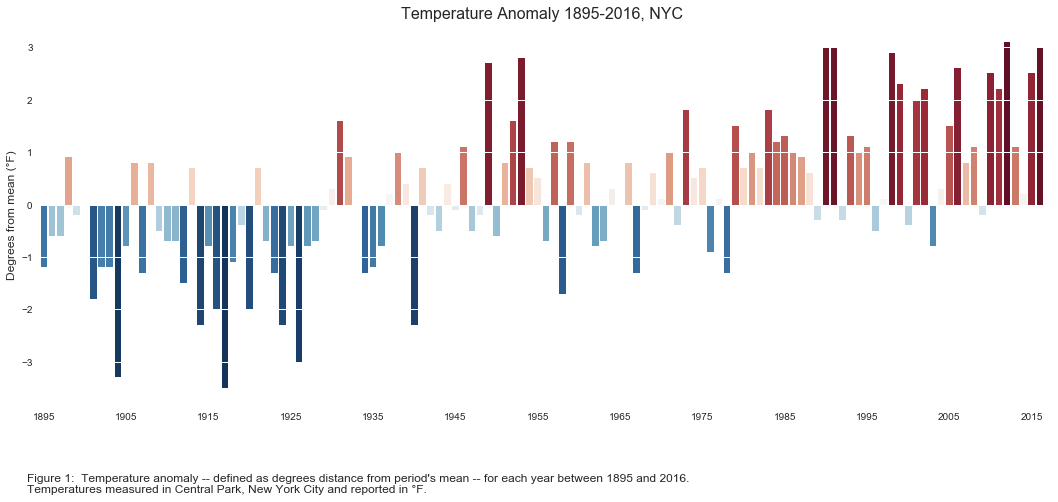 Temperature Anomaly 1895-2016, NYC
Degrees from mean (°F)
3
2
1
0
−1
−2
−3
1895 1905 1915 1925 1935 1945 1955 1965 1975 1985 1995 2005 2015
Figure 1:  Temperature anomaly -- defined as degrees distance from period's mean -- for each year between 1895 and 2016.
Temperatures measured in Central Park, New York City and reported in °F.